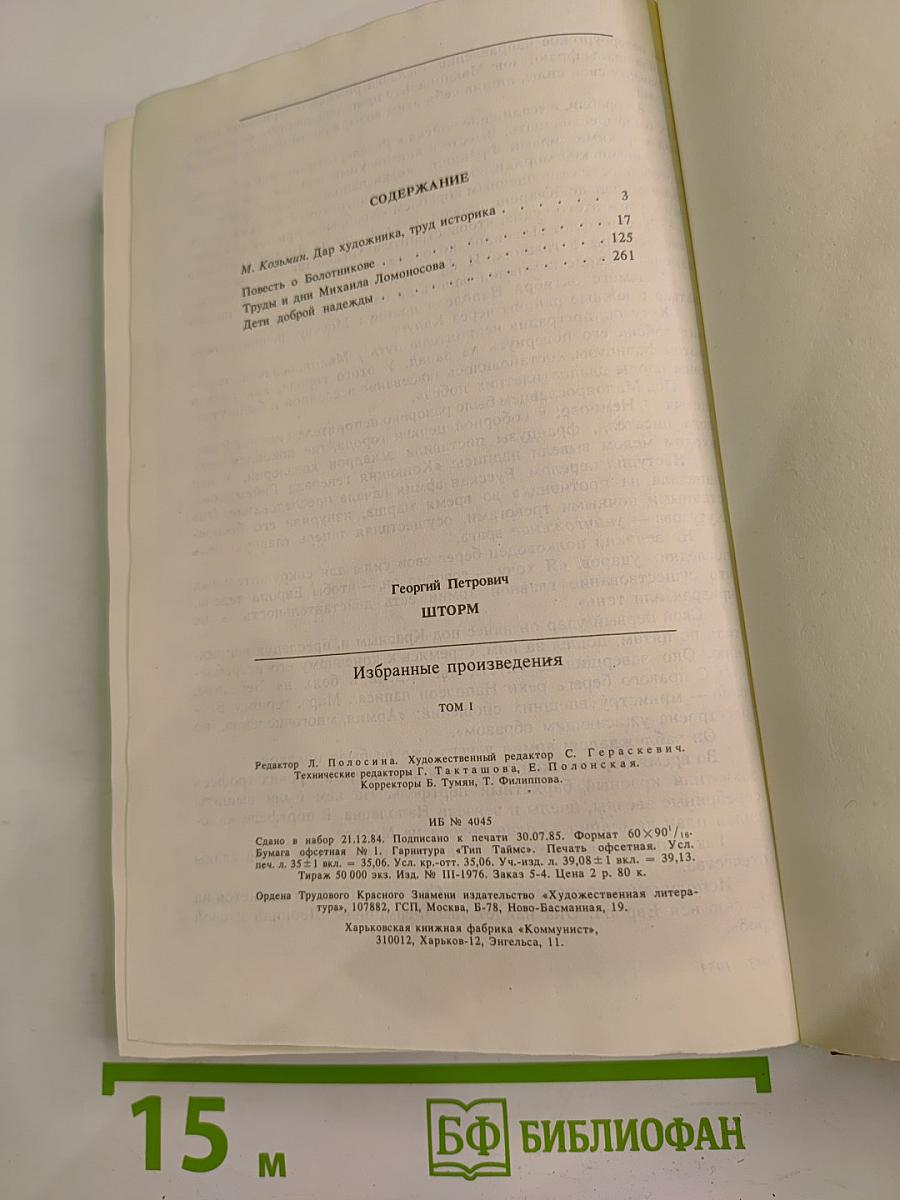 СОДЕРЖАНИЕ
М. Козьмин. Дар художника, труд историка . . . . . . 3
Повесть о Болотникове . . . . . . . . . . . . 17
Труды и дни Михаила Ломоносова . . . . . . . . . 125
Дети доброй надежды . . . . . . . . . . . . 261
Георгий Петрович
ШТОРМ
Избранные произведения
ТОМ I
Редактор Л. Полосина. Художественный редактор С. Гераскевич.
Технические редакторы Г. Такташова, Е. Полонская.
Корректоры Б. Тумян, Т. Филиппова.
ИБ № 4045
Сдано в набор 21.12.84. Подписано к печати 30.07.85. Формат 60×90¹/₁₆.
Бумага офсетная № 1. Гарнитура «Тип Таймс». Печать офсетная. Усл.
печ. л. 35±1 вкл. = 35,06. Усл. кр.-отт. 35,06. Уч.-изд. л. 39,08±1 вкл. = 39,13.
Тираж 50 000 экз. Изд. № III-1976. Заказ 5-4. Цена 2 р. 80 к.
Ордена Трудового Красного Знамени издательство «Художественная литера-
тура», 107882, ГСП, Москва, Б-78, Ново-Басманная, 19.
Харьковская книжная фабрика «Коммунист»,
310012, Харьков-12, Энгельса, 11.
15 м
БФ БИБЛИОФАН